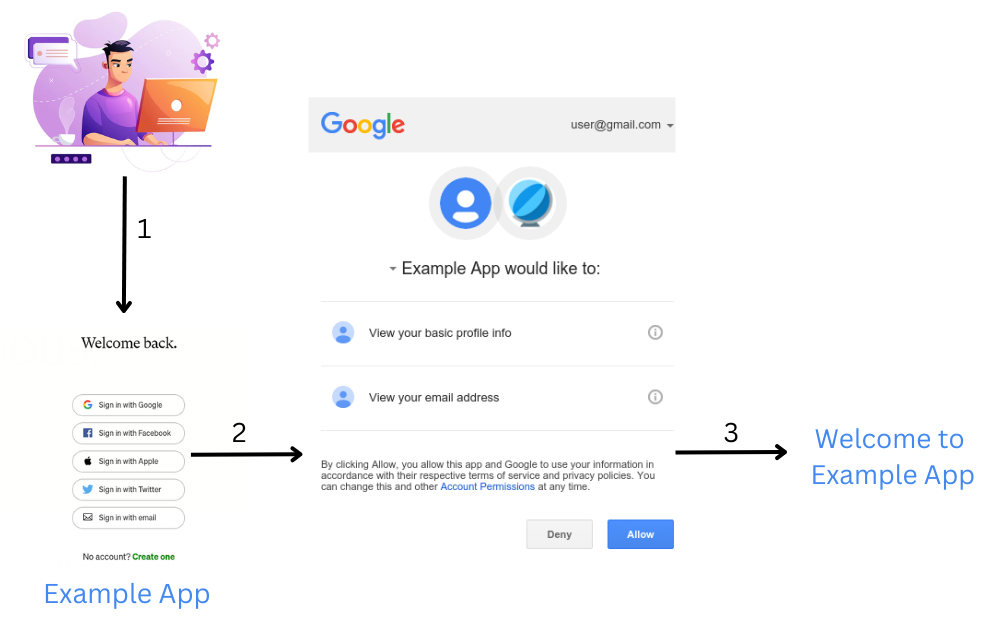 1
Welcome back.
Sign in with Google
Sign in with Facebook
Sign in with Apple
Sign in with Twitter
Sign in with email
No account? Create one
Example App
2
Google
user@gmail.com
Example App would like to:
View your basic profile info
View your email address
By clicking Allow, you allow this app and Google to use your information in
accordance with their respective terms of service and privacy policies. You
can change this and other Account Permissions at any time.
Deny
Allow
3
Welcome to
Example App